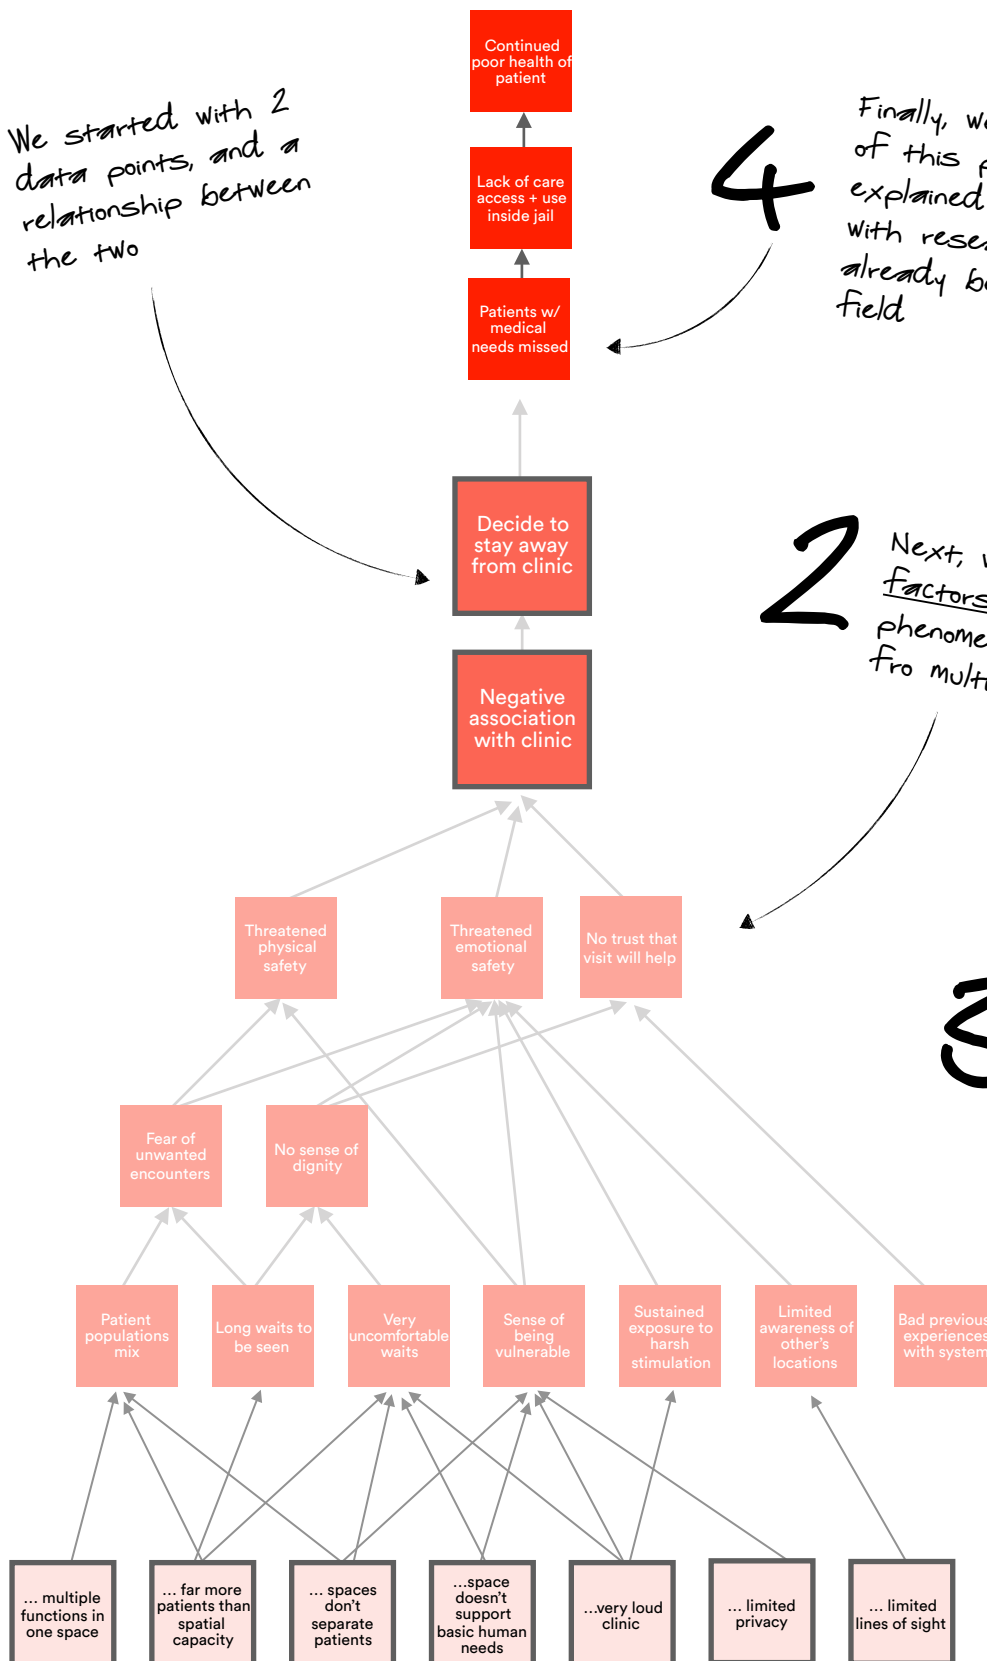 Continued
poor health of
patient
We started with 2
data points, and a
relationship between
the two
4
Finally, we
of this
explained
with
already
field
Lack of care
access + use
inside jail
Patients w/
medical
needs missed
Decide to
stay away
from clinic
2
Next,
factors
Fro
Negative
association
with clinic
Threatened
physical
safety
Threatened
emotional
safety
No trust that
visit will help
3
Fear of
unwanted
encounters
No sense of
dignity
Patient
populations
mix
Long waits to
be seen
Very
uncomfortable
waits
Sense of
being
vulnerable
Sustained
exposure to
harsh
stimulation
Limited
awareness of
other's
locations
Bad previous
experiences
with system
... multiple
functions in
one space
... far more
patients than
spatial
capacity
... spaces
don't
separate
patients
...space
doesn't
support
basic human
needs
...very loud
clinic
... limited
privacy
... limited
lines of sight